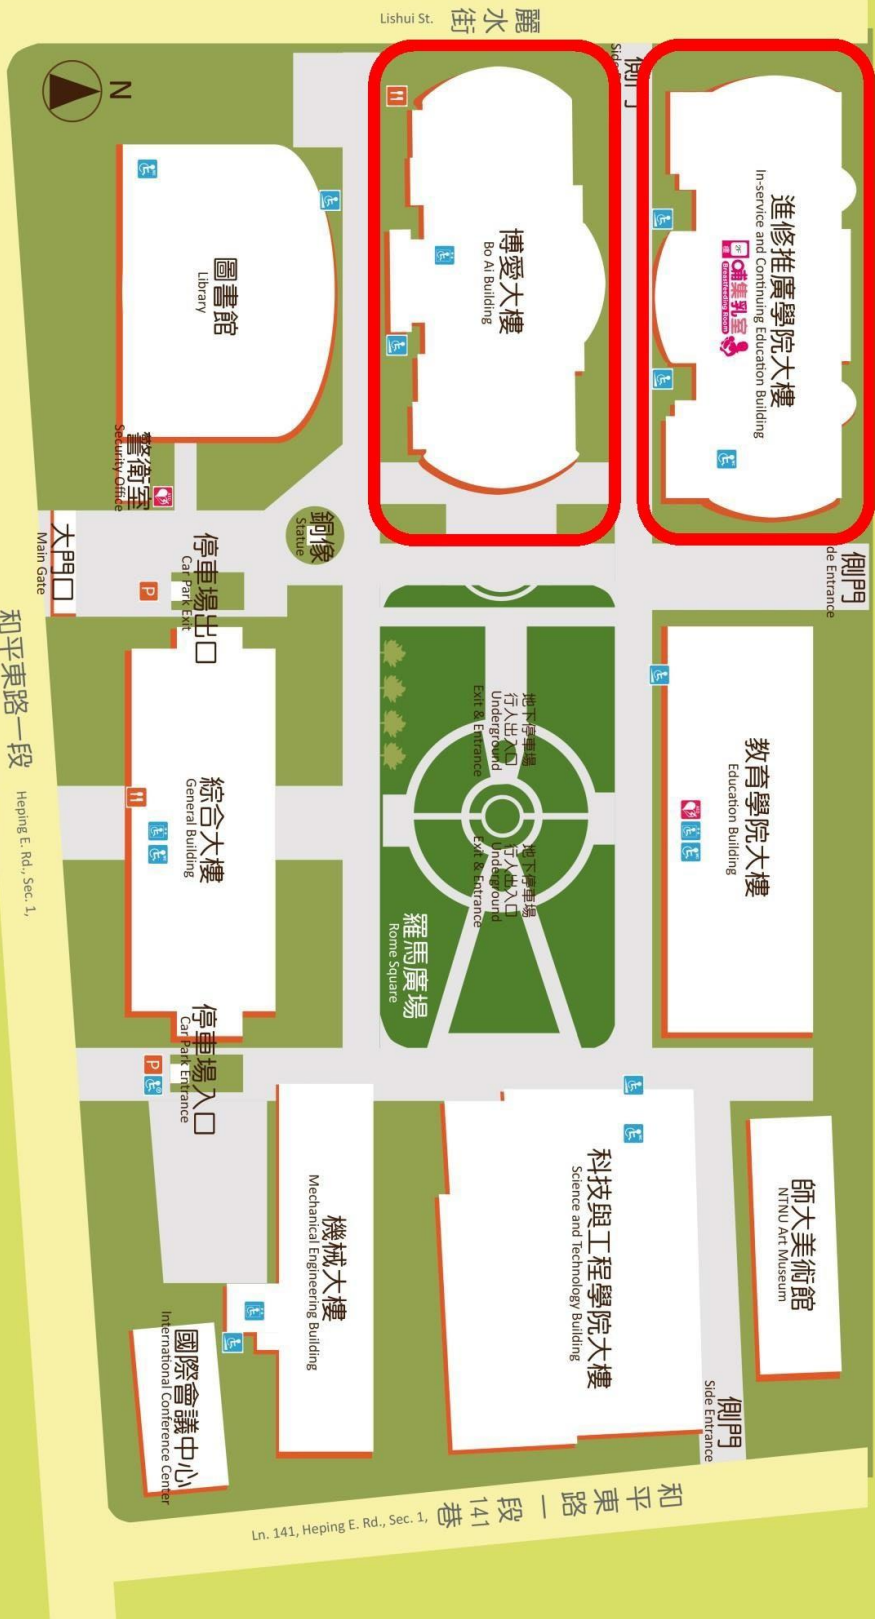 進修推廣學院大樓
In-service and Continuing Education Building
2F
哺集乳室
Breastfeeding Room
側門
de Entrance
教育學院大樓
Education Building
師大美術館
NTNU Art Museum
側門
Side Entrance
側門
Side
麗水街
Lishui St.
博愛大樓
Bo Ai Building
地下停車場
行人出入口
Underground
Exit & Entrance
地下停車場
行人出入口
Underground
Exit & Entrance
羅馬廣場
Rome Square
科技與工程學院大樓
Science and Technology Building
和平東路一段141巷
Ln. 141, Heping E. Rd., Sec. 1,
銅像
Statue
圖書館
Library
機械大樓
Mechanical Engineering Building
停車場出口
Car Park Exit
綜合大樓
General Building
停車場入口
Car Park Entrance
國際會議中心
International Conference Center
警衛室
Security Office
P
P
N
大門口
Main Gate
和平東路一段
Heping E. Rd., Sec. 1,